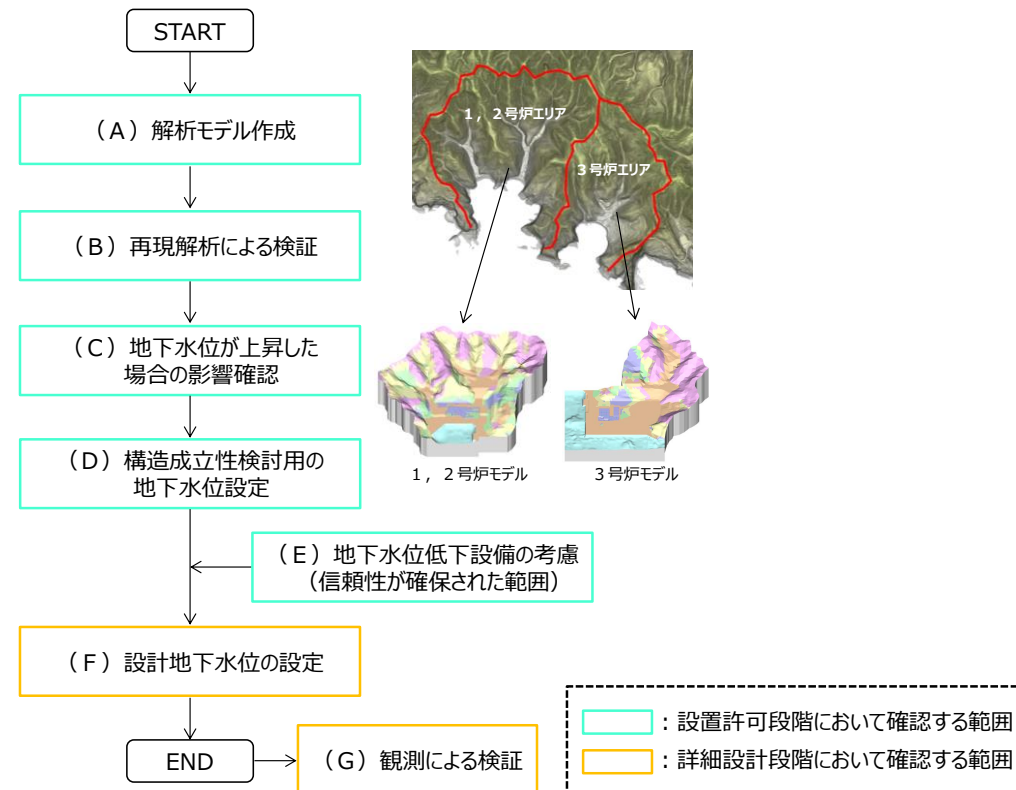 START
（A）解析モデル作成
（B）再現解析による検証
（C）地下水位が上昇した
場合の影響確認
（D）構造成立性検討用の
地下水位設定
（E）地下水位低下設備の考慮
（信頼性が確保された範囲）
（F）設計地下水位の設定
END
（G）観測による検証
1，2号炉エリア
3号炉エリア
1，2号炉モデル
3号炉モデル
：設置許可段階において確認する範囲
：詳細設計段階において確認する範囲